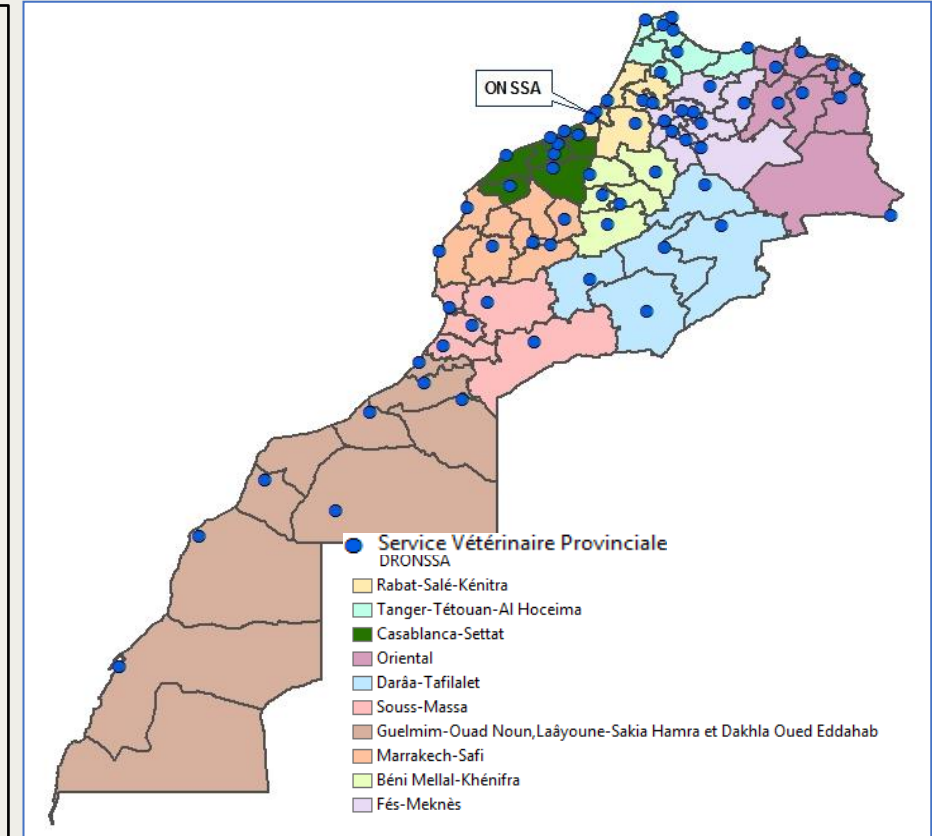 ONSSA
Service Vétérinaire Provinciale
DRONSSA
Rabat-Salé-Kénitra
Tanger-Tétouan-Al Hoceima
Casablanca-Settat
Oriental
Darâa-Tafilalet
Souss-Massa
Guelmim-Ouad Noun,Laâyoune-Sakia Hamra et Dakhla Oued Eddahab
Marrakech-Safi
Béni Mellal-Khénifra
Fés-Meknès